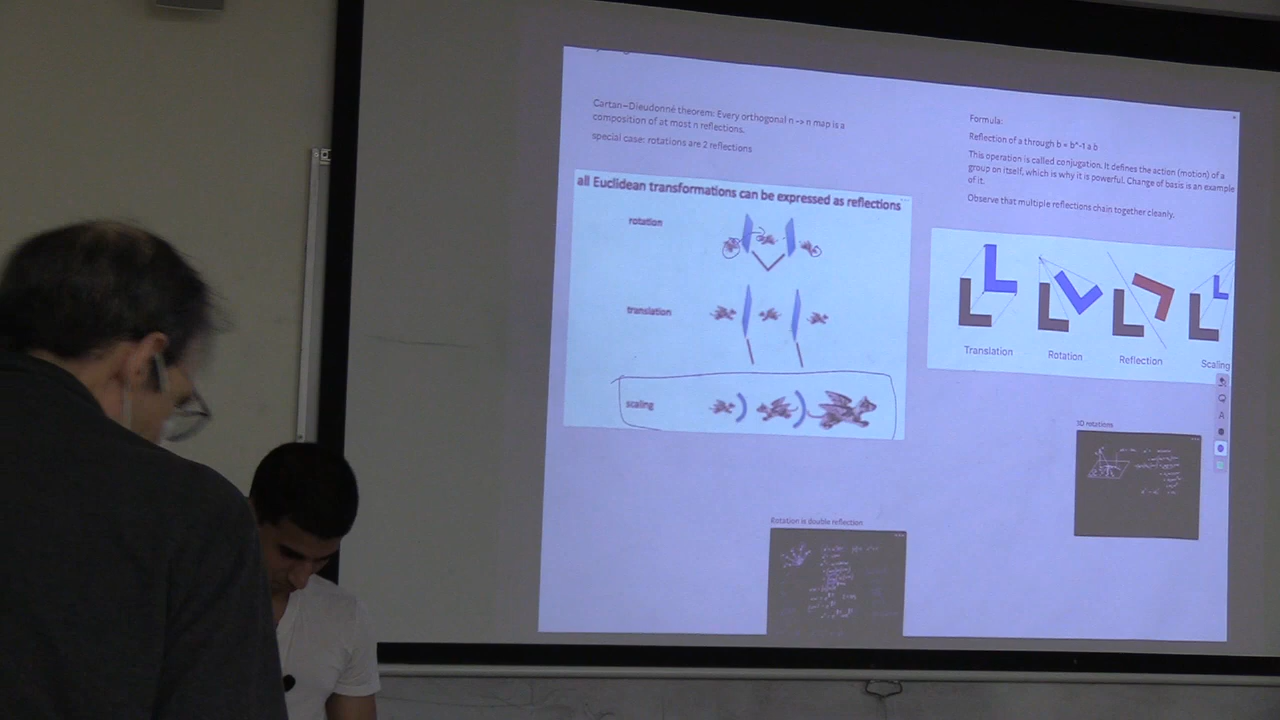 Cartan–Dieudonné theorem: Every orthogonal n -> n map is a
composition of at most n reflections.
special case: rotations are 2 reflections
all Euclidean transformations can be expressed as reflections
rotation
translation
scaling
Formula:
Reflection of a through b = b^-1 a b
This operation is called conjugation. It defines the action (motion) of a
group on itself, which is why it is powerful. Change of basis is an example
of it.
Observe that multiple reflections chain together cleanly.
Translation
Rotation
Reflection
Scaling
3D rotations
Rotation is double reflection